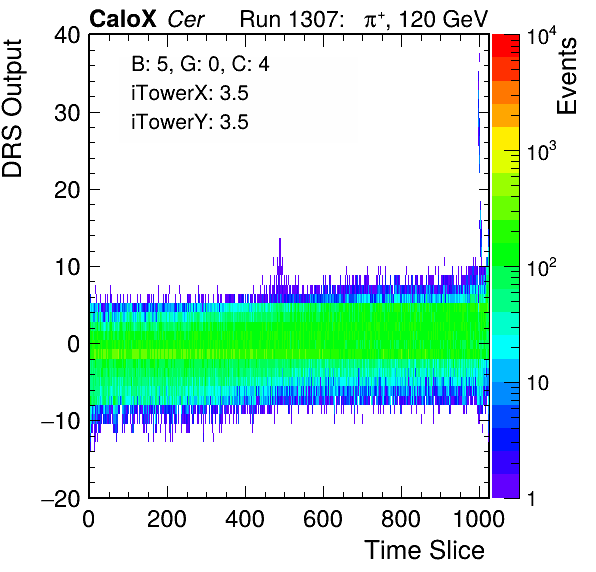 CaloX Cer Run 1307: π⁺, 120 GeV
B: 5, G: 0, C: 4
iTowerX: 3.5
iTowerY: 3.5
DRS Output
40
30
20
10
0
−10
−20
0 200 400 600 800 1000
Time Slice
Events
10⁴
10³
10²
10
1